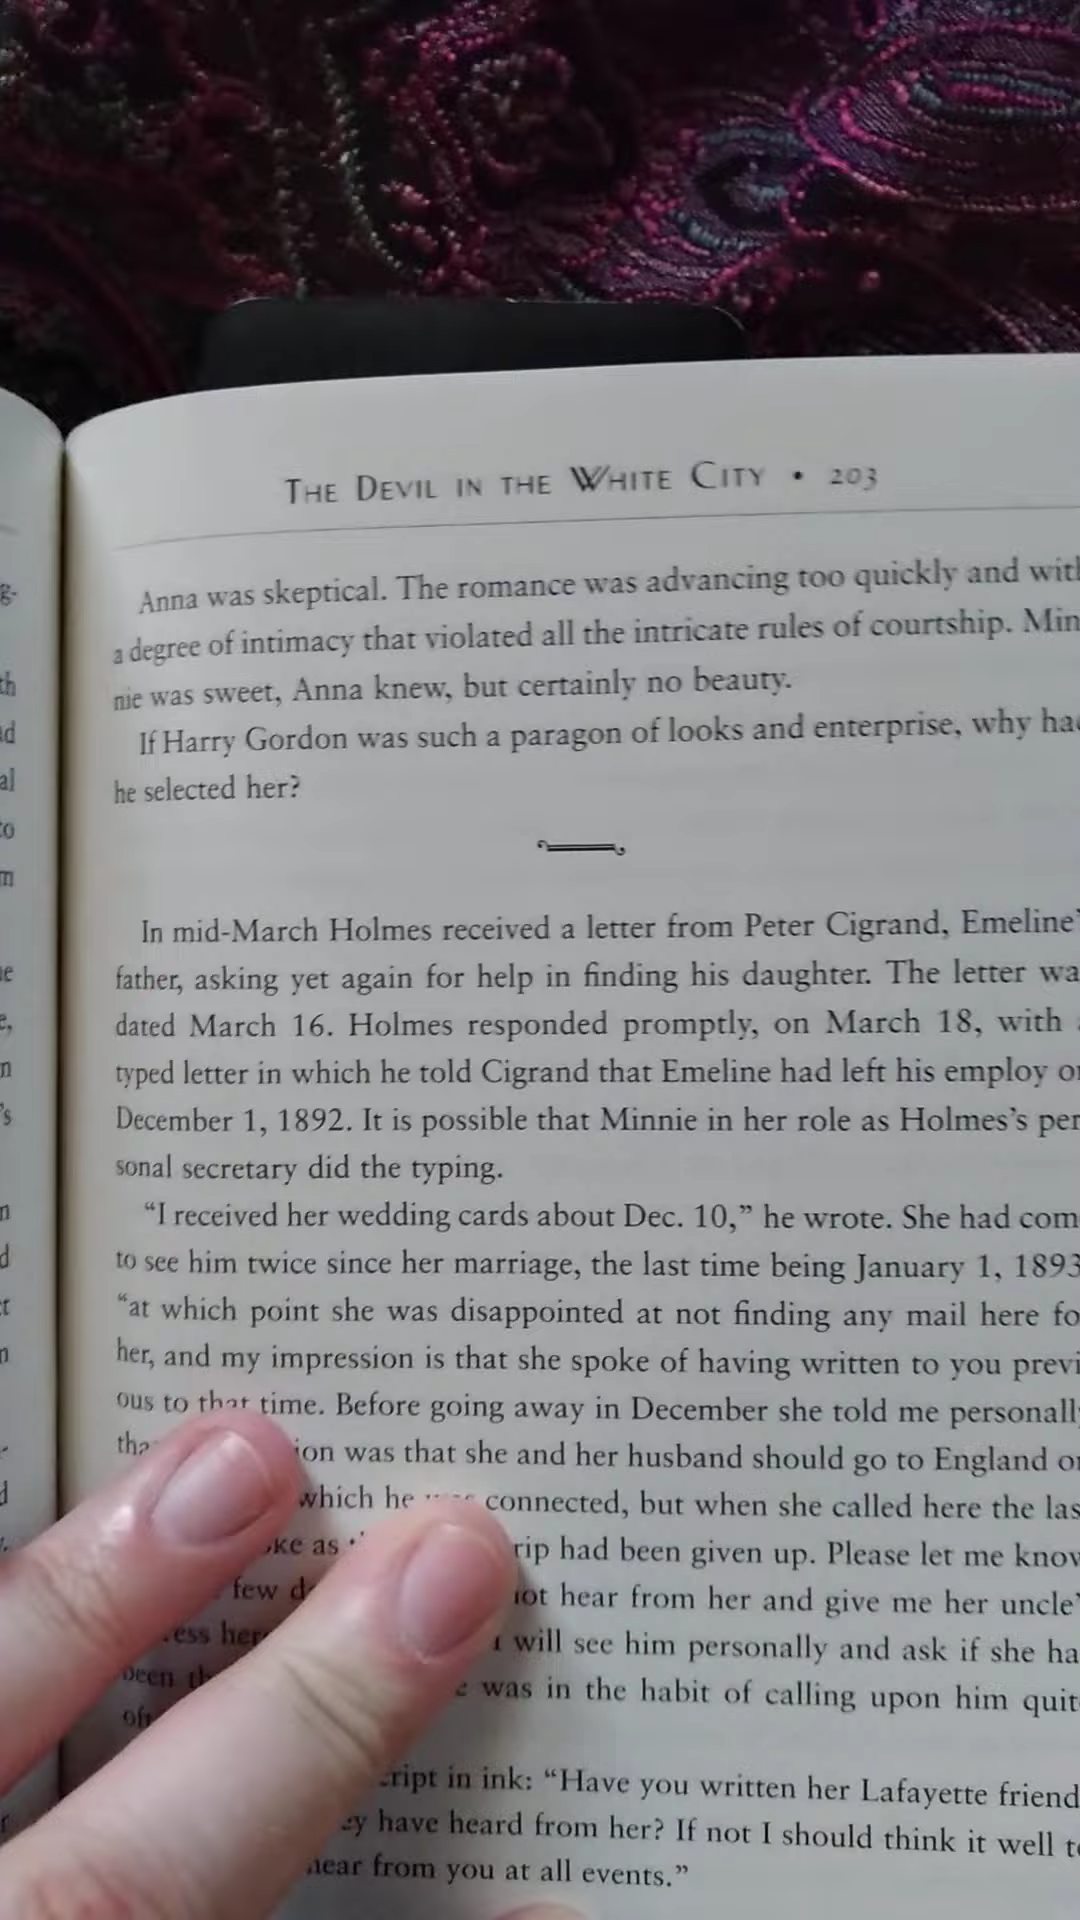 THE DEVIL IN THE WHITE CITY • 203
Anna was skeptical. The romance was advancing too quickly and with
a degree of intimacy that violated all the intricate rules of courtship. Min
nie was sweet, Anna knew, but certainly no beauty.
If Harry Gordon was such a paragon of looks and enterprise, why had
he selected her?
In mid-March Holmes received a letter from Peter Cigrand, Emeline'
father, asking yet again for help in finding his daughter. The letter wa
dated March 16. Holmes responded promptly, on March 18, with
typed letter in which he told Cigrand that Emeline had left his employ on
December 1, 1892. It is possible that Minnie in her role as Holmes's per
sonal secretary did the typing.
“I received her wedding cards about Dec. 10,” he wrote. She had com
to see him twice since her marriage, the last time being January 1, 1893
“at which point she was disappointed at not finding any mail here fo
her, and my impression is that she spoke of having written to you previ
ous to that time. Before going away in December she told me personally
was that she and her husband should go to England on
which he connected, but when she called here the las
as had been given up. Please let me know
few hear from her and give me her uncle'
will see him personally and ask if she ha
been was in the habit of calling upon him quit
in ink: “Have you written her Lafayette friend
have heard from her? If not I should think it well to
hear from you at all events.”